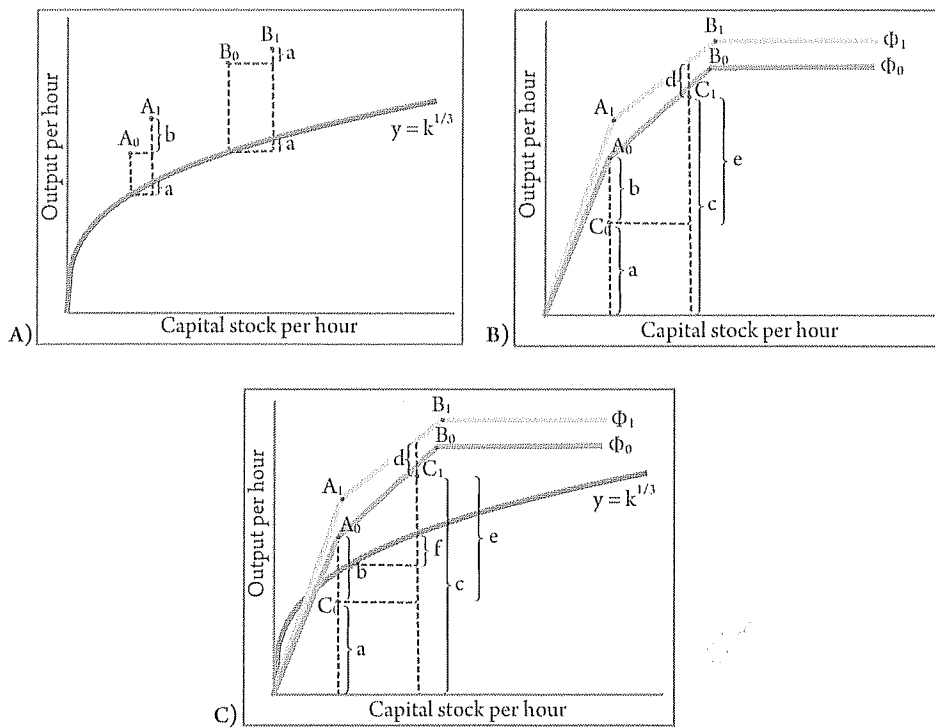 B₁
B₀
a
A₁
A₀
b
a
a
y = k^1/3
Output per hour
Capital stock per hour
A)
B₁
Φ₁
B₀
Φ₀
d
C₁
A₁
A₀
b
e
c
C₀
a
Output per hour
Capital stock per hour
B)
B₁
Φ₁
B₀
Φ₀
d
C₁
A₁
A₀
y = k^1/3
e
f
b
c
C₀
a
Output per hour
Capital stock per hour
C)